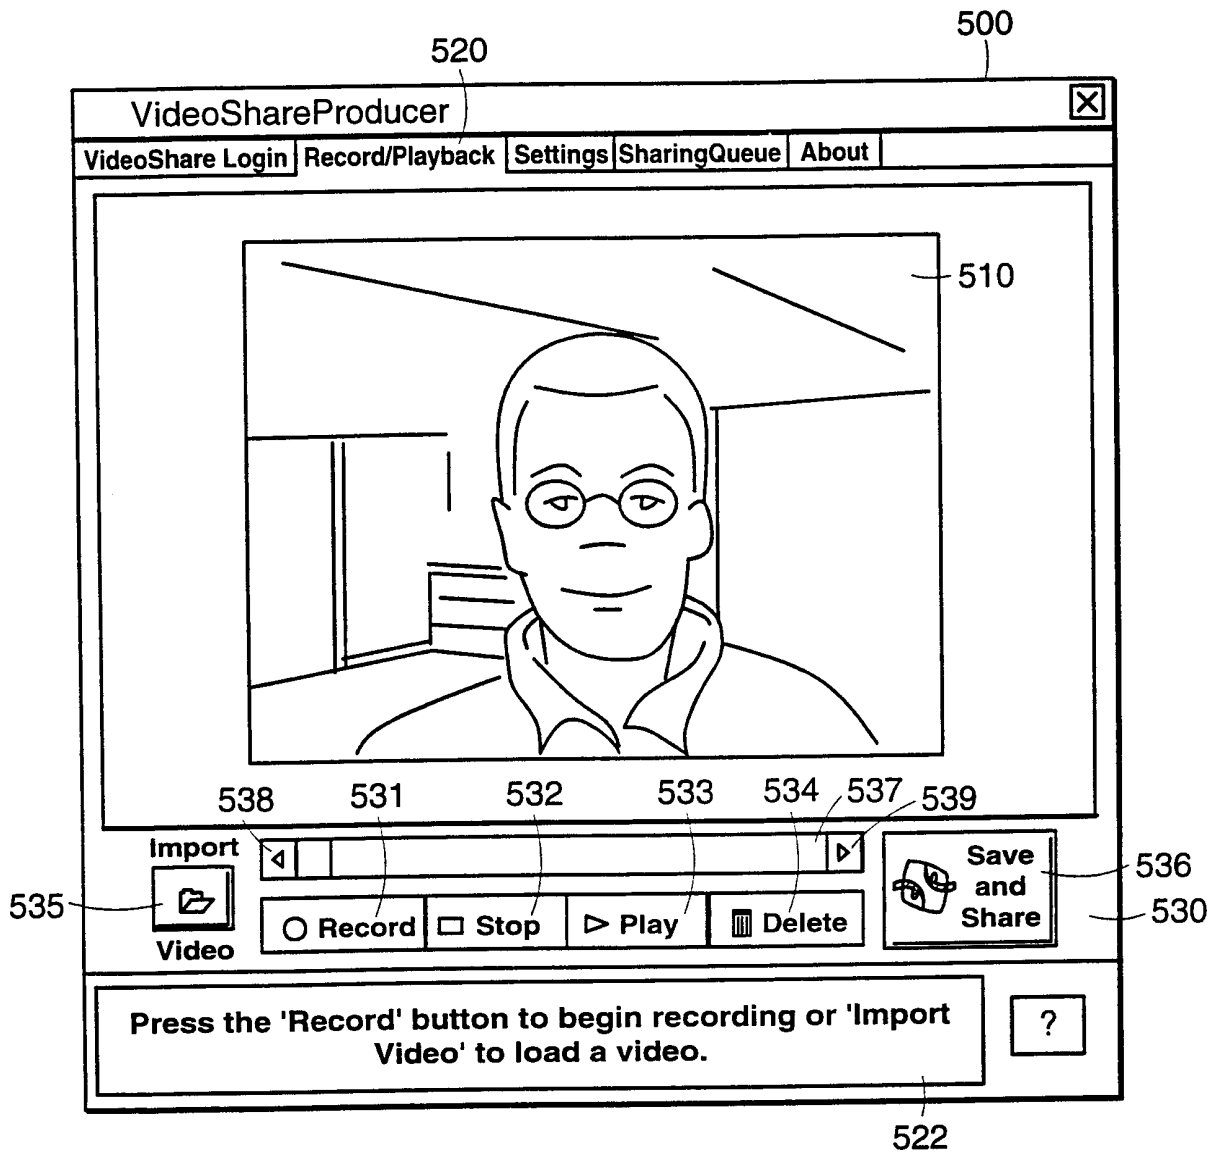 500
520
VideoShareProducer
VideoShare Login Record/Playback Settings SharingQueue About
510
538 531 532 533 534 537 539
Import
Video
535
Record Stop Play Delete
Save
and
Share
536
530
Press the 'Record' button to begin recording or 'Import
Video' to load a video.
?
522